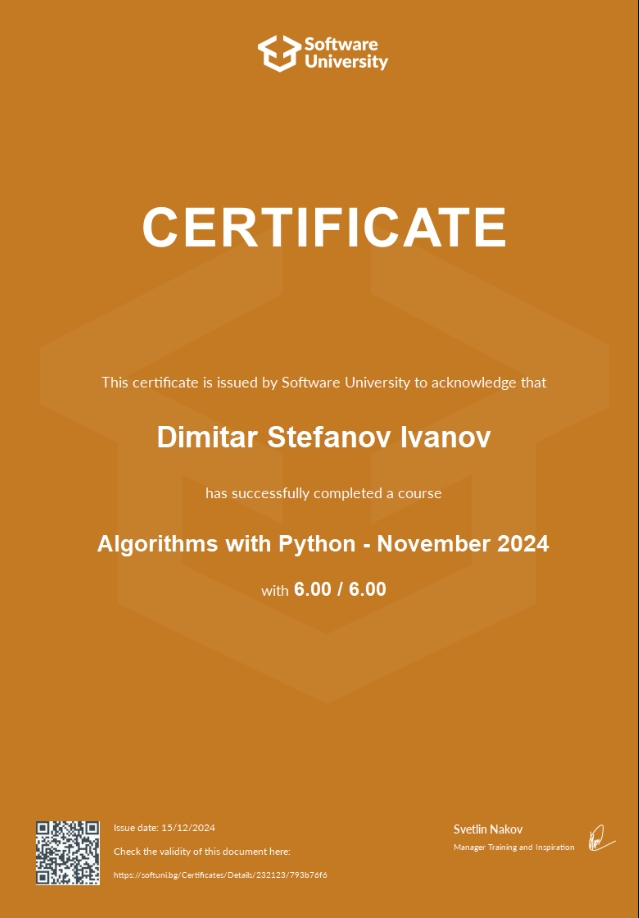 Software
University
CERTIFICATE
This certificate is issued by Software University to acknowledge that
Dimitar Stefanov Ivanov
has successfully completed a course
Algorithms with Python - November 2024
with 6.00 / 6.00
Issue date: 15/12/2024
Check the validity of this document here:
https://softuni.bg/Certificates/Details/232123/793b76f6
Svetlin Nakov
Manager Training and Inspiration